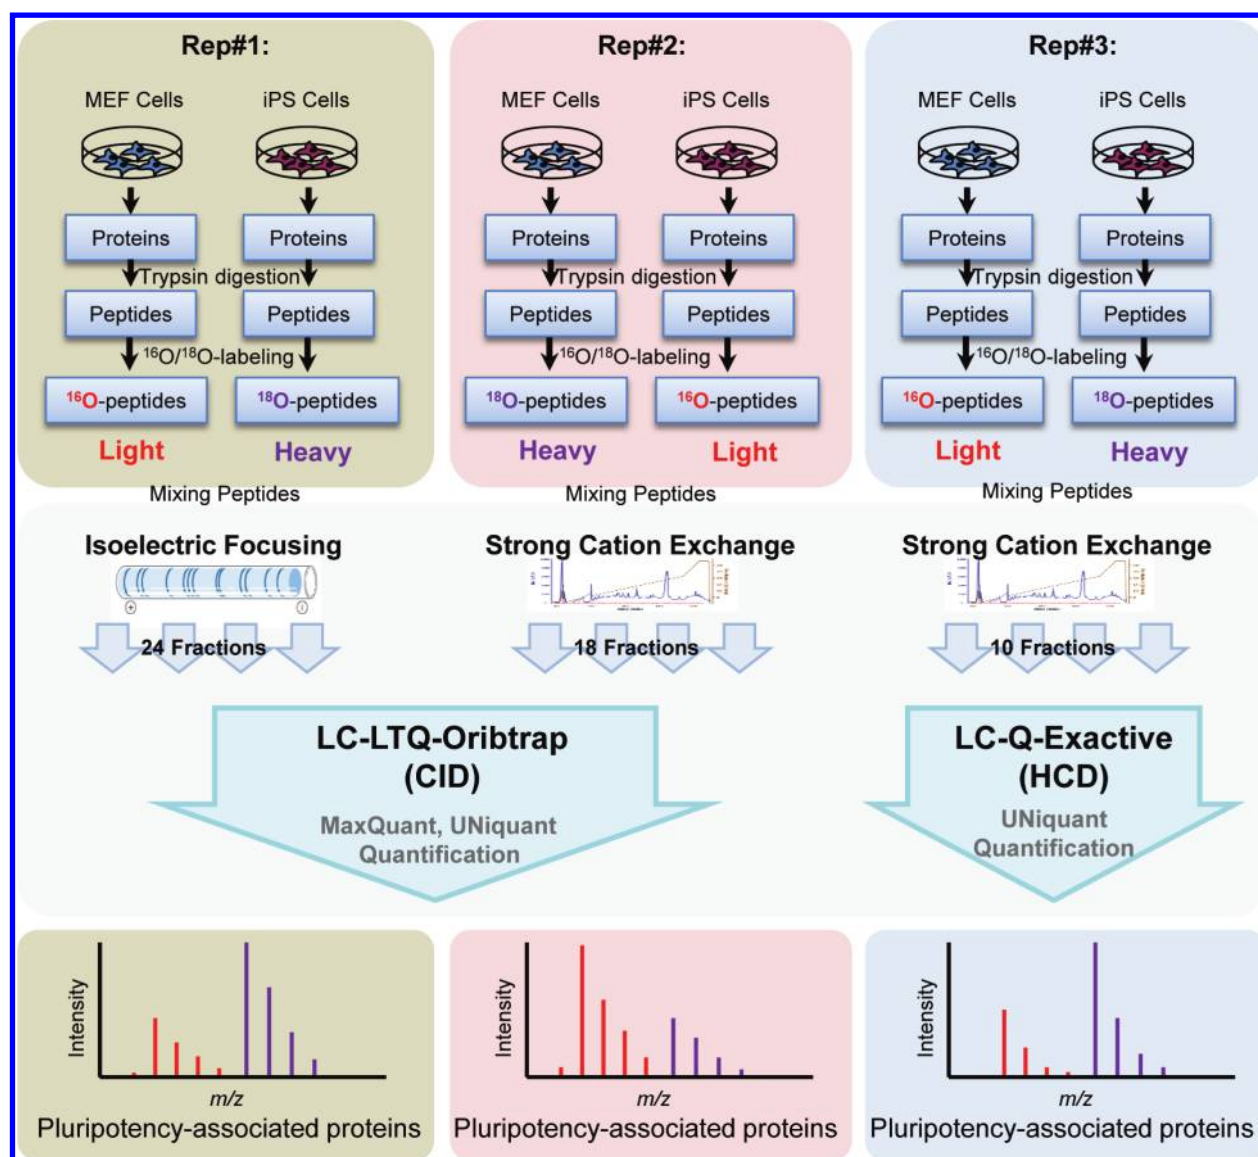 Rep#1:
MEF Cells
iPS Cells
Proteins
Proteins
Trypsin digestion
Peptides
Peptides
¹⁶O/¹⁸O-labeling
¹⁶O-peptides
¹⁸O-peptides
Light
Heavy
Mixing Peptides
Rep#2:
MEF Cells
iPS Cells
Proteins
Proteins
Trypsin digestion
Peptides
Peptides
¹⁶O/¹⁸O-labeling
¹⁸O-peptides
¹⁶O-peptides
Heavy
Light
Mixing Peptides
Rep#3:
MEF Cells
iPS Cells
Proteins
Proteins
Trypsin digestion
Peptides
Peptides
¹⁶O/¹⁸O-labeling
¹⁶O-peptides
¹⁸O-peptides
Light
Heavy
Mixing Peptides
Isoelectric Focusing
24 Fractions
Strong Cation Exchange
18 Fractions
Strong Cation Exchange
10 Fractions
LC-LTQ-Oribtrap
(CID)
MaxQuant, UNiquant
Quantification
LC-Q-Exactive
(HCD)
UNiquant
Quantification
Intensity
m/z
Pluripotency-associated proteins
Intensity
m/z
Pluripotency-associated proteins
Intensity
m/z
Pluripotency-associated proteins